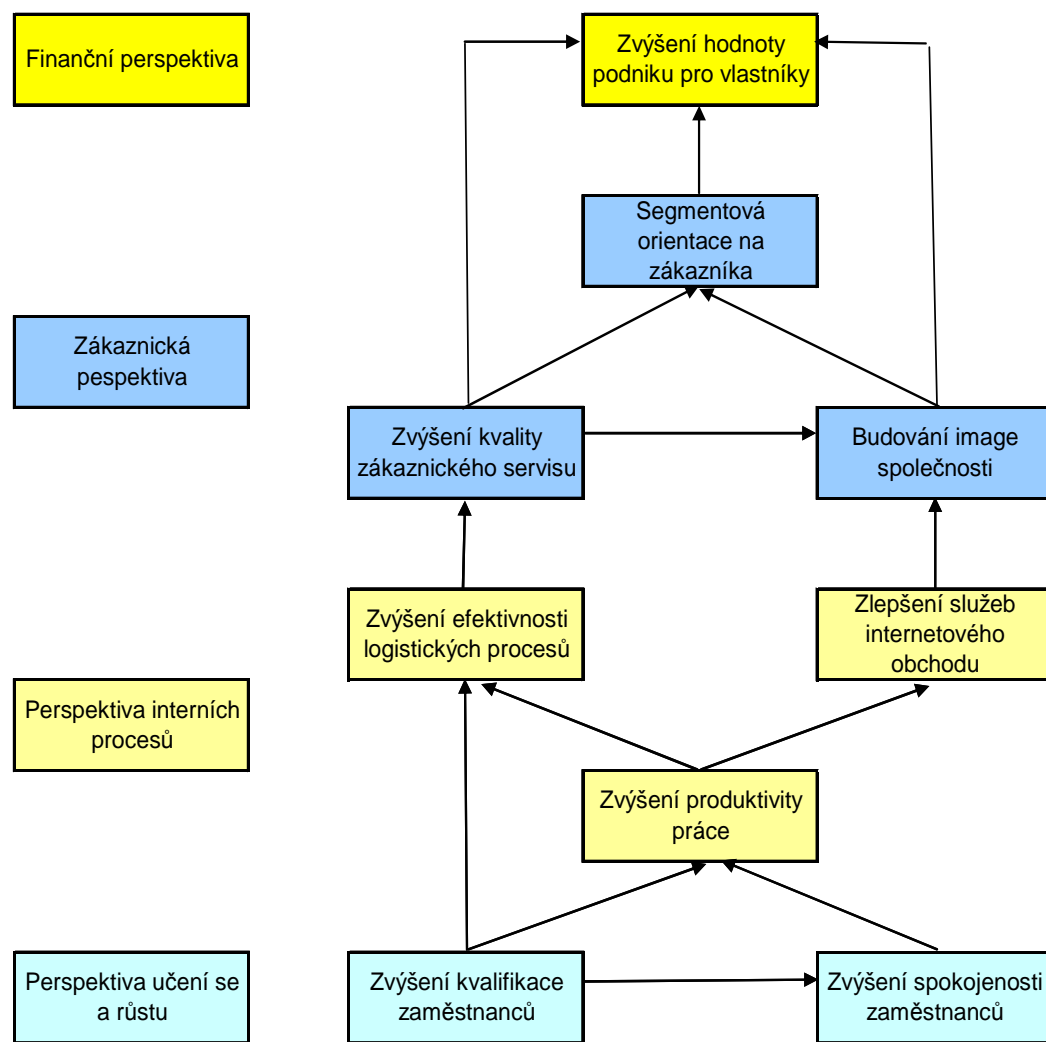 Finanční perspektiva
Zvýšení hodnoty
podniku pro vlastníky
Segmentová
orientace na
zákazníka
Zákaznická
pespektiva
Zvýšení kvality
zákaznického servisu
Budování image
společnosti
Zvýšení efektivnosti
logistických procesů
Zlepšení služeb
internetového
obchodu
Perspektiva interních
procesů
Zvýšení produktivity
práce
Perspektiva učení se
a růstu
Zvýšení kvalifikace
zaměstnanců
Zvýšení spokojenosti
zaměstnanců